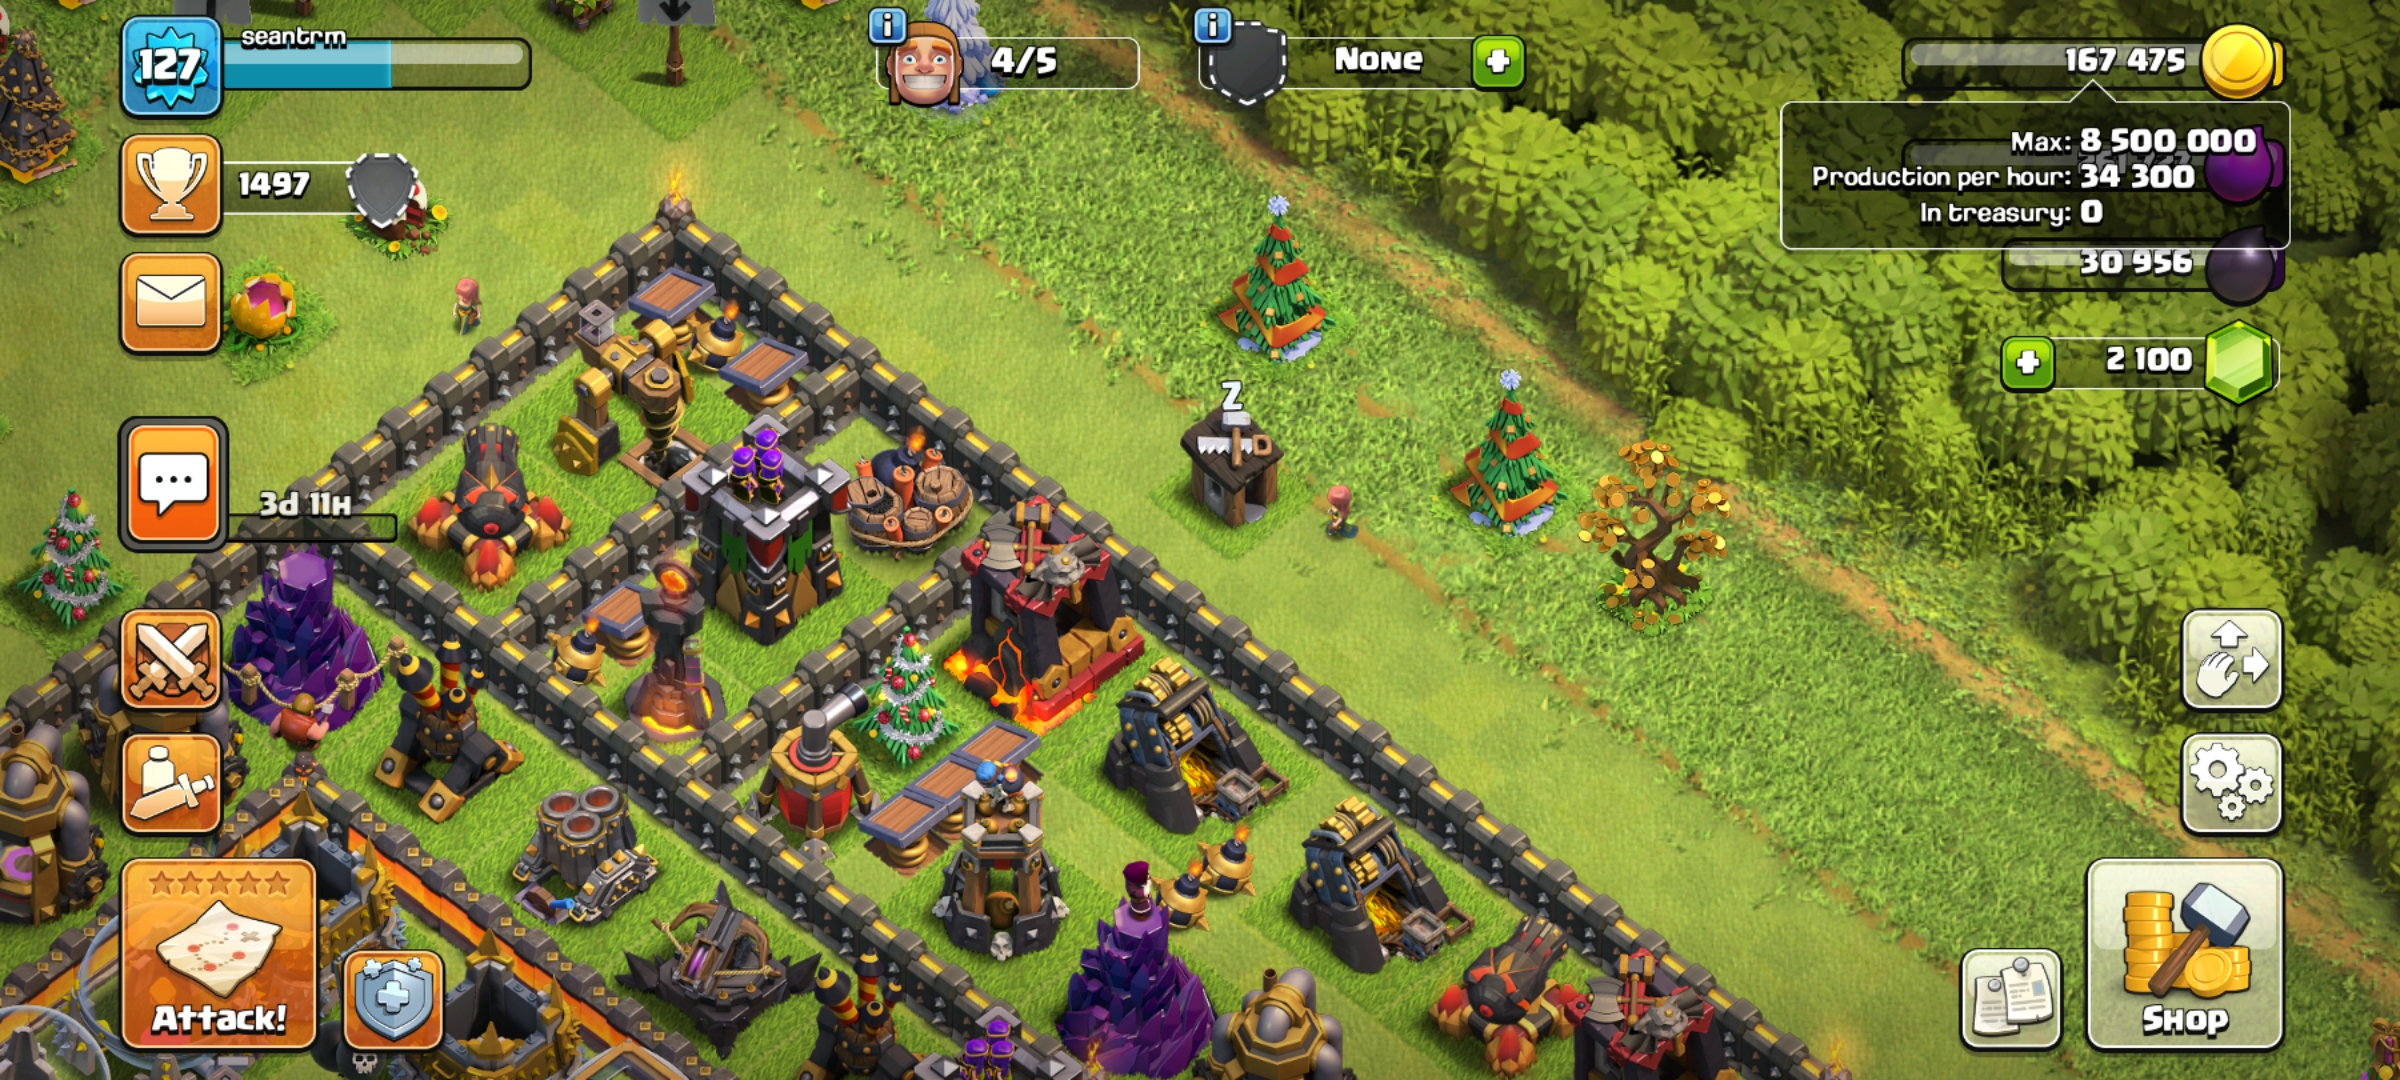 seantrm
127
4/5
None
167 475
Max: 8 500 000
Production per hour: 34 300
In treasury: 0
1497
30 956
2 100
Z
3d 11H
Attack!
Shop